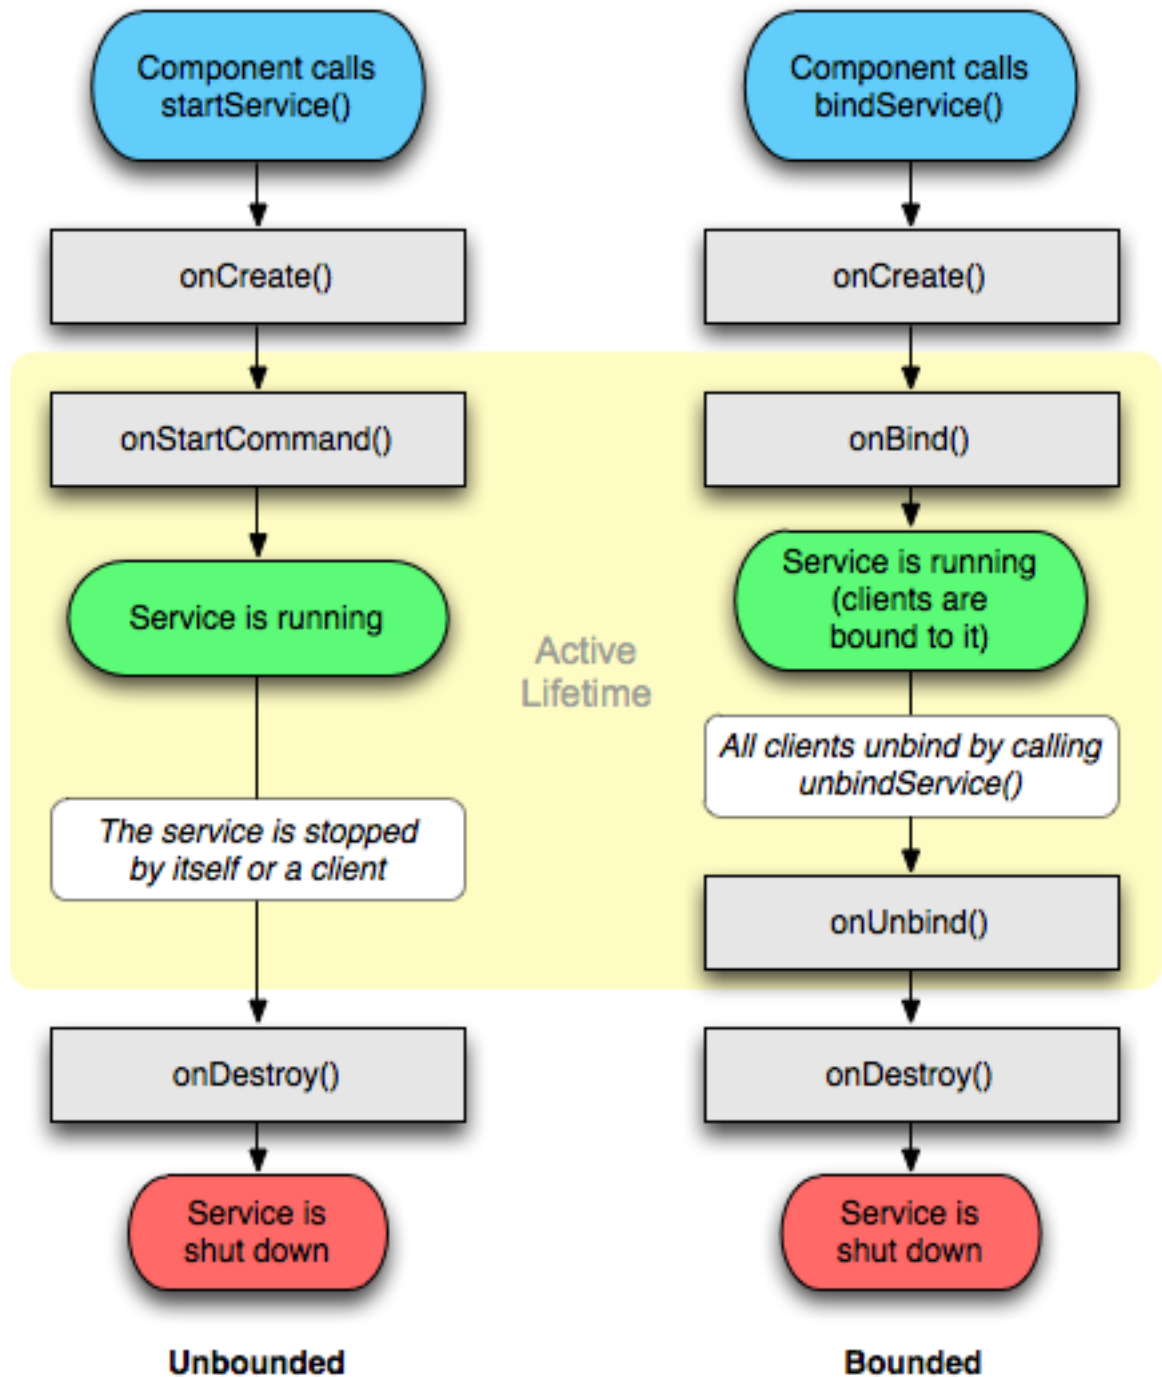 Component calls
startService()
onCreate()
onStartCommand()
Service is running
The service is stopped
by itself or a client
onDestroy()
Service is
shut down
Unbounded
Active
Lifetime
Component calls
bindService()
onCreate()
onBind()
Service is running
(clients are
bound to it)
All clients unbind by calling
unbindService()
onUnbind()
onDestroy()
Service is
shut down
Bounded